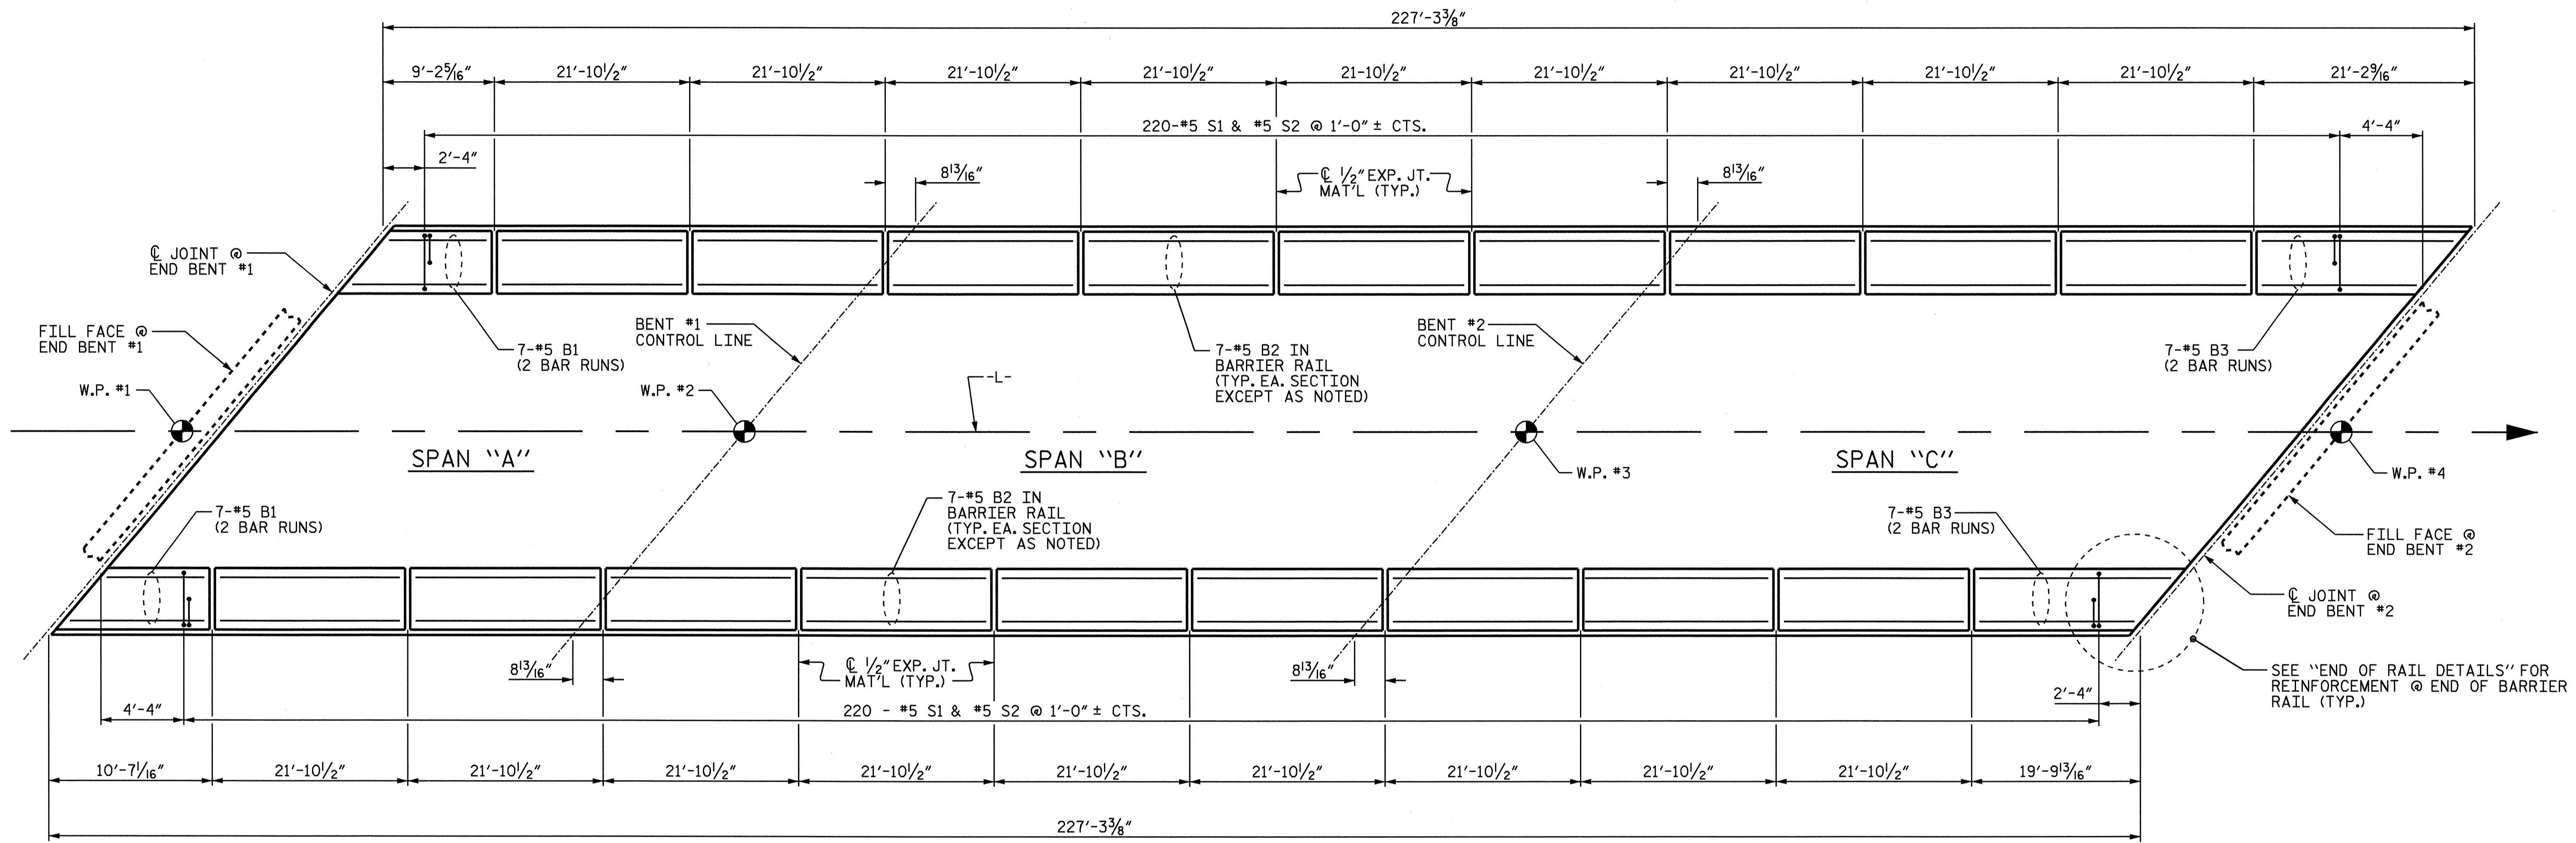 227'-3⅜"
9'-2⁵⁄₁₆" 21'-10½" 21'-10½" 21'-10½" 21'-10½" 21-10½" 21'-10½" 21'-10½" 21'-10½" 21'-10½" 21'-2⁹⁄₁₆"
220-#5 S1 & #5 S2 @ 1'-0" ± CTS.
4'-4"
2'-4"
8¹³⁄₁₆"
℄ ½" EXP. JT.
MAT'L (TYP.)
8¹³⁄₁₆"
℄ JOINT @
END BENT #1
FILL FACE @
END BENT #1
7-#5 B1
(2 BAR RUNS)
BENT #1
CONTROL LINE
7-#5 B2 IN
BARRIER RAIL
(TYP. EA. SECTION
EXCEPT AS NOTED)
BENT #2
CONTROL LINE
7-#5 B3
(2 BAR RUNS)
W.P. #1
W.P. #2
-L-
SPAN "A"
SPAN "B"
SPAN "C"
W.P. #3
W.P. #4
7-#5 B1
(2 BAR RUNS)
7-#5 B2 IN
BARRIER RAIL
(TYP. EA. SECTION
EXCEPT AS NOTED)
7-#5 B3
(2 BAR RUNS)
FILL FACE @
END BENT #2
℄ JOINT @
END BENT #2
8¹³⁄₁₆"
℄ ½" EXP. JT.
MAT'L (TYP.)
8¹³⁄₁₆"
SEE "END OF RAIL DETAILS" FOR
REINFORCEMENT @ END OF BARRIER
RAIL (TYP.)
2'-4"
4'-4"
220 - #5 S1 & #5 S2 @ 1'-0" ± CTS.
10'-7¹⁄₁₆" 21'-10½" 21'-10½" 21'-10½" 21'-10½" 21'-10½" 21'-10½" 21'-10½" 21'-10½" 21'-10½" 19'-9¹³⁄₁₆"
227'-3⅜"